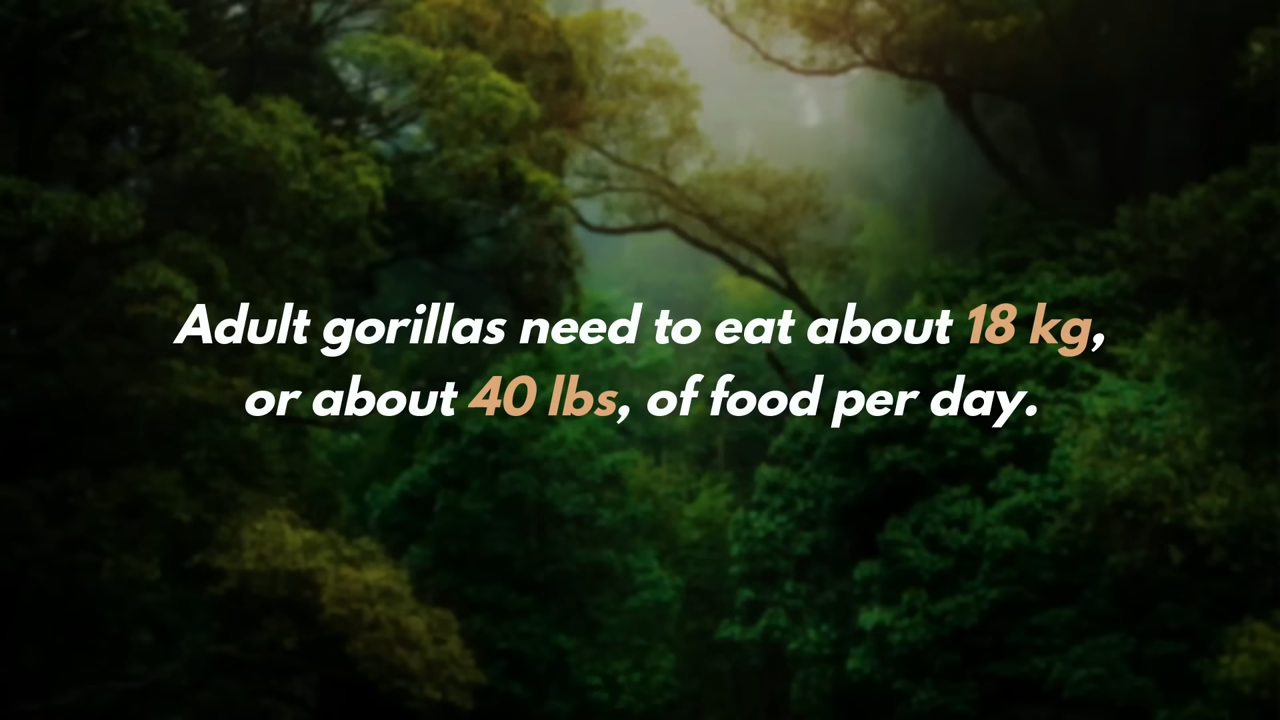 Adult gorillas need to eat about 18 kg,
or about 40 lbs, of food per day.